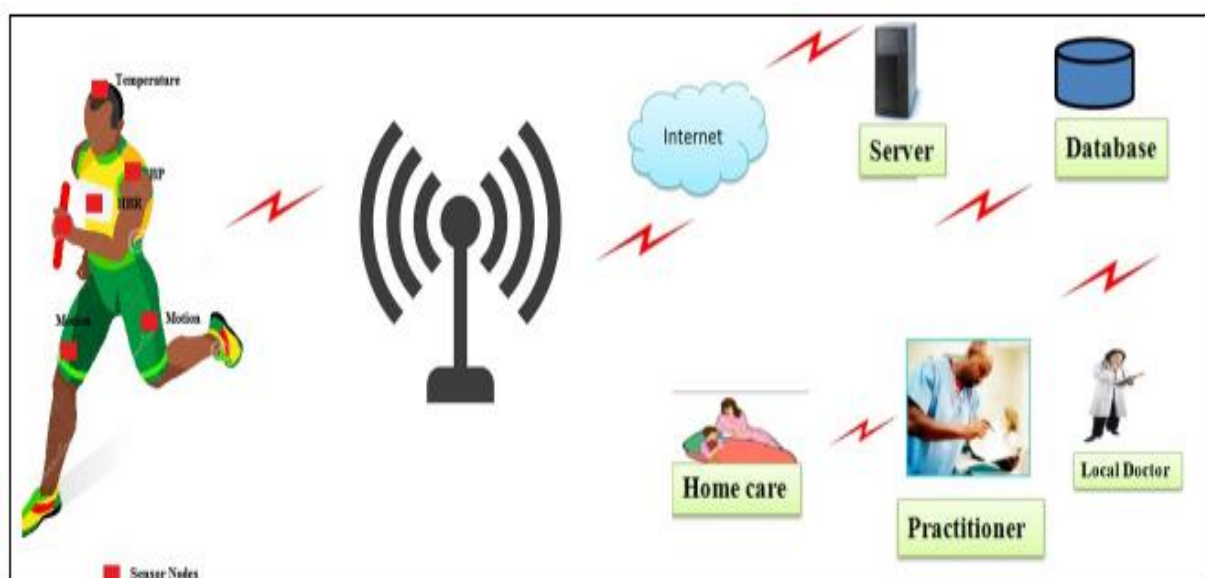 Temperature
BP
HBR
Motion
Motion
Sensor Nodes
Internet
Server
Database
Home care
Practitioner
Local Doctor